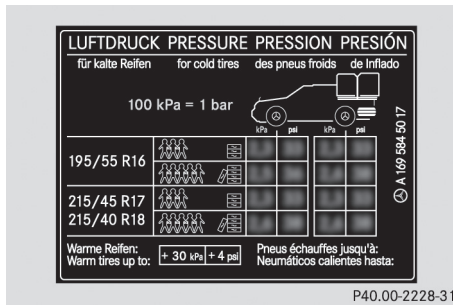 LUFTDRUCK PRESSURE PRESSION PRESIÓN
für kalte Reifen for cold tires des pneus froids de Inflado
100 kPa = 1 bar
kPa psi kPa psi
195/55 R16
215/45 R17
215/40 R18
A 169 584 50 17
Warme Reifen: + 30 kPa + 4 psi Pneus échauffes jusqu'à:
Warm tires up to: Neumáticos calientes hasta:
P40.00-2228-31